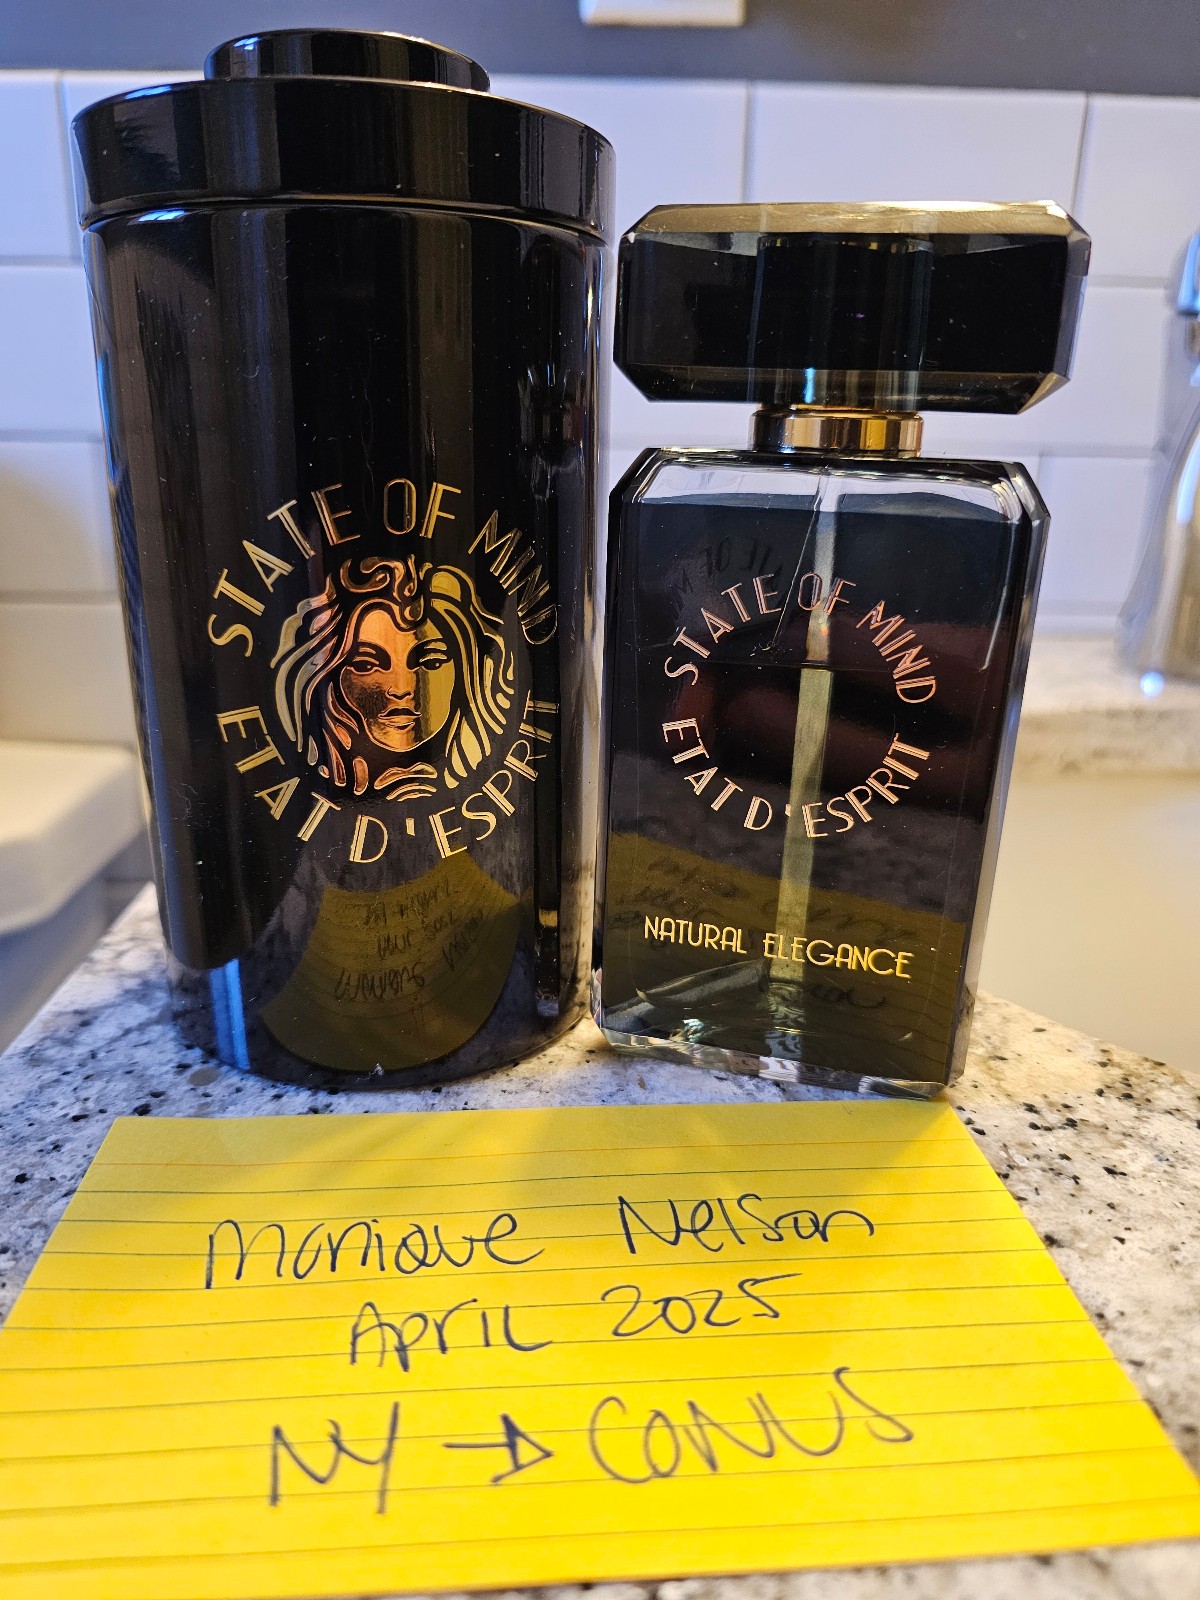 STATE OF MIND
ETAT D'ESPRIT
STATE OF MIND
ETAT D'ESPRIT
NATURAL ELEGANCE
Monique Nelson
April 2025
NY → CONUS